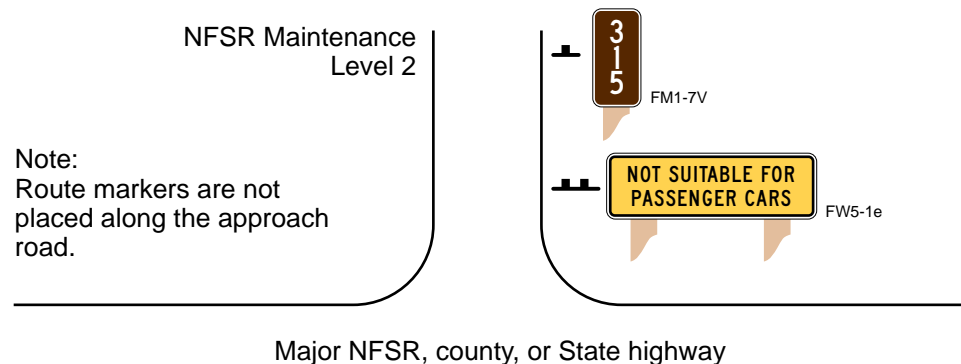 NFSR Maintenance
Level 2
3
1
5
FM1-7V
Note:
Route markers are not
placed along the approach
road.
NOT SUITABLE FOR
PASSENGER CARS
FW5-1e
Major NFSR, county, or State highway